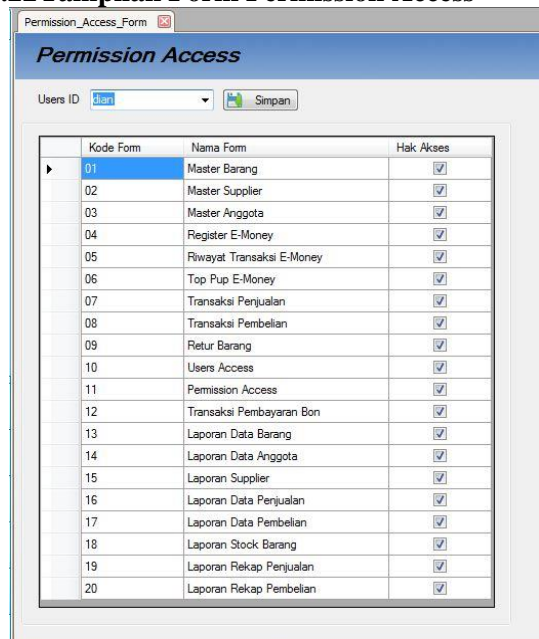 Tampilan Form Permission Access
Permission_Access_Form
Permission Access
Users ID dian Simpan
Kode Form Nama Form Hak Akses
01 Master Barang
02 Master Supplier
03 Master Anggota
04 Register E-Money
05 Riwayat Transaksi E-Money
06 Top Pup E-Money
07 Transaksi Penjualan
08 Transaksi Pembelian
09 Retur Barang
10 Users Access
11 Permission Access
12 Transaksi Pembayaran Bon
13 Laporan Data Barang
14 Laporan Data Anggota
15 Laporan Supplier
16 Laporan Data Penjualan
17 Laporan Data Pembelian
18 Laporan Stock Barang
19 Laporan Rekap Penjualan
20 Laporan Rekap Pembelian